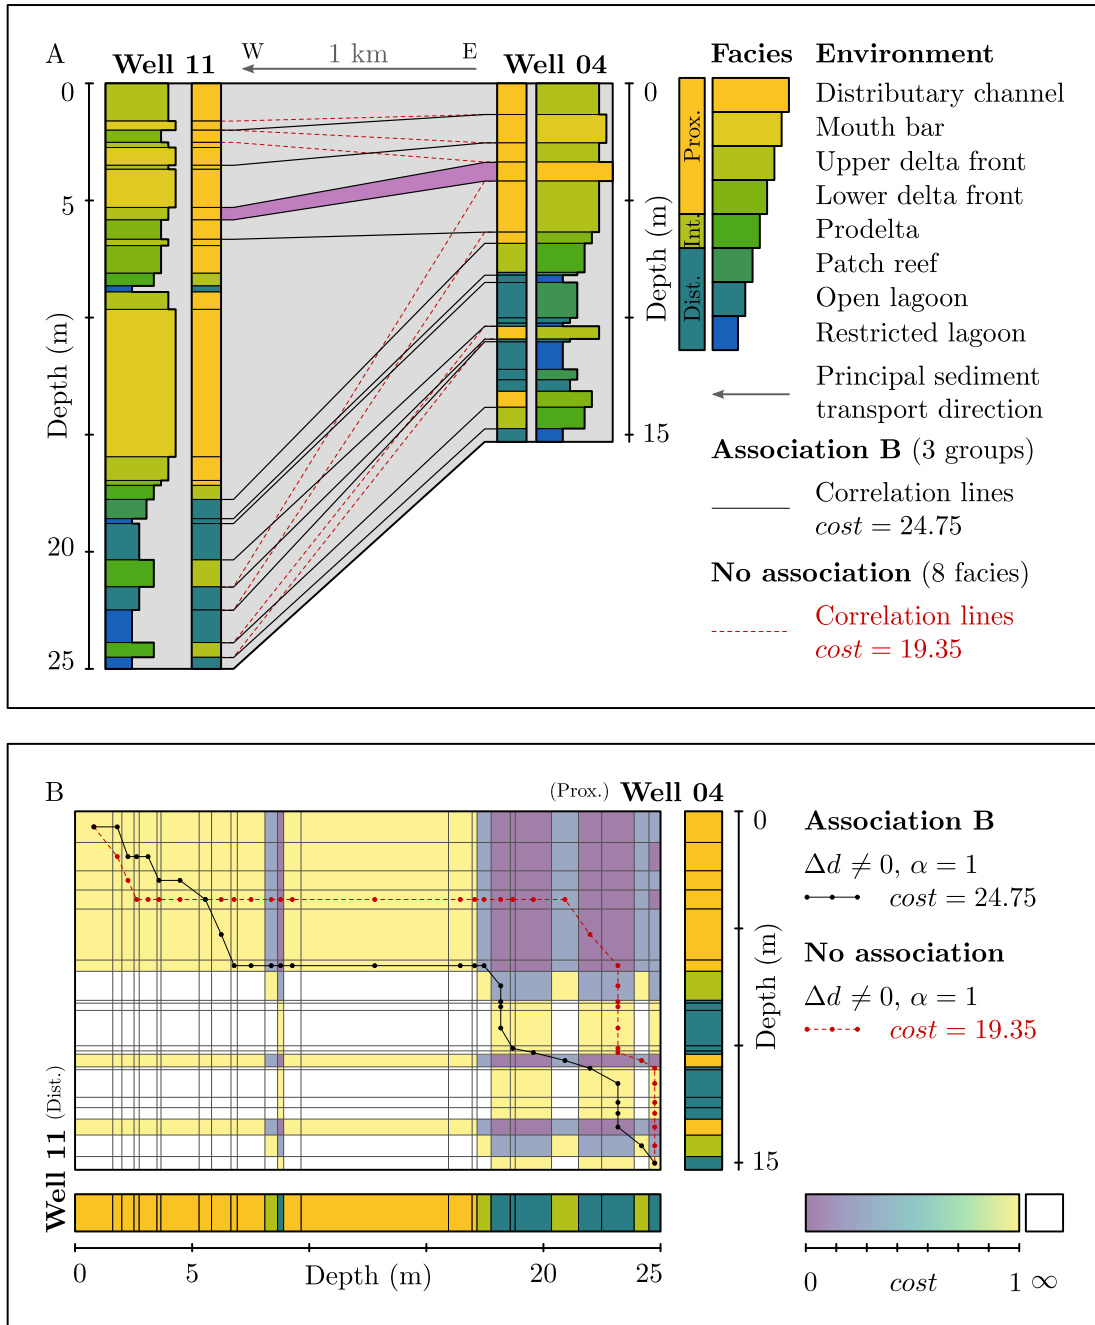 A
W
1 km
E
Well 11
Well 04
0
5
20
25
Depth (m)
0
15
Depth (m)
Facies
Environment
Prox.
Int.
Dist.
Distributary channel
Mouth bar
Upper delta front
Lower delta front
Prodelta
Patch reef
Open lagoon
Restricted lagoon
Principal sediment
transport direction
Association B (3 groups)
Correlation lines
cost = 24.75
No association (8 facies)
Correlation lines
cost = 19.35
B
(Prox.) Well 04
0
15
Depth (m)
Well 11 (Dist.)
0
5
Depth (m)
20
25
Association B
Δd ≠ 0, α = 1
cost = 24.75
No association
Δd ≠ 0, α = 1
cost = 19.35
0
cost
1
∞